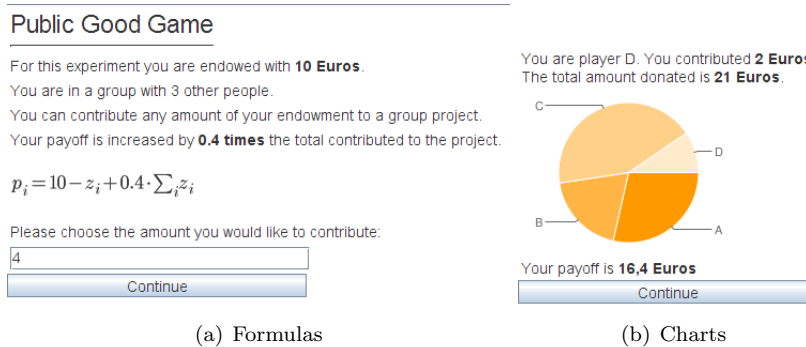 Public Good Game
For this experiment you are endowed with 10 Euros.
You are in a group with 3 other people.
You can contribute any amount of your endowment to a group project.
Your payoff is increased by 0.4 times the total contributed to the project.
p_i = 10 − z_i + 0.4 · ∑_i z_i
Please choose the amount you would like to contribute:
4
Continue
(a) Formulas
You are player D. You contributed 2 Euros
The total amount donated is 21 Euros.
C
D
B
A
Your payoff is 16,4 Euros
Continue
(b) Charts